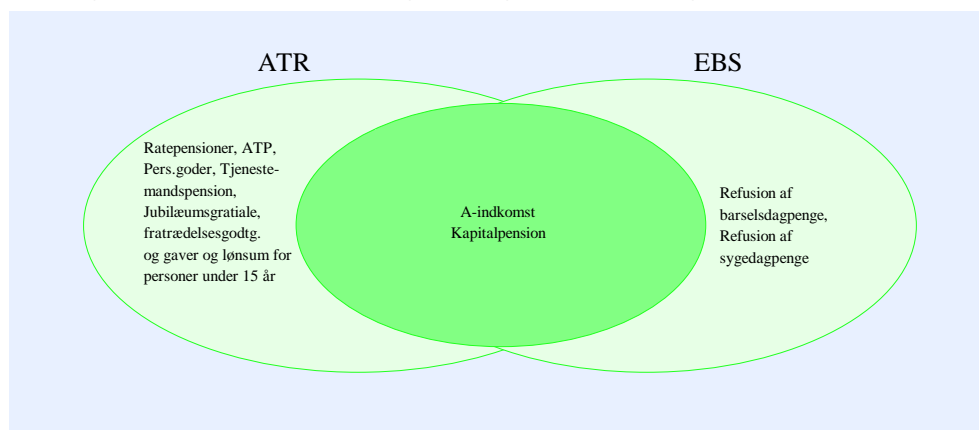 ATR
EBS
Ratepensioner, ATP,
Pers.goder, Tjeneste-
mandspension,
Jubilæumsgratiale,
fratrædelsesgodtg.
og gaver og lønsum for
personer under 15 år
A-indkomst
Kapitalpension
Refusion af
barselsdagpenge,
Refusion af
sygedagpenge